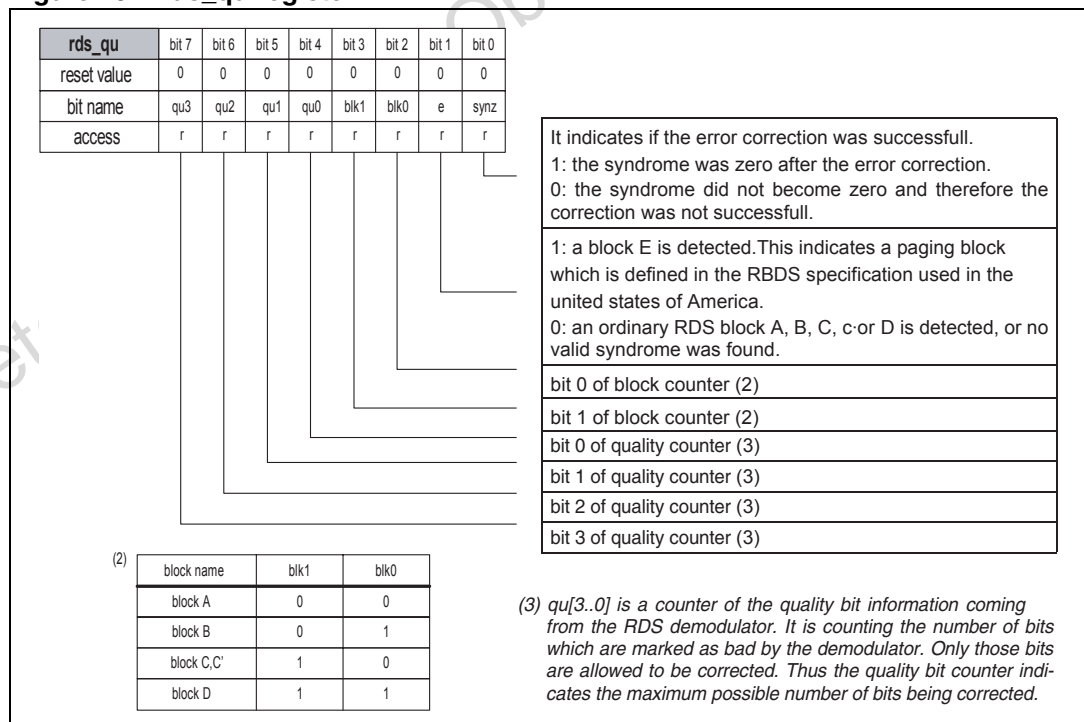 rds_qu bit 7 bit 6 bit 5 bit 4 bit 3 bit 2 bit 1 bit 0
reset value 0 0 0 0 0 0 0 0
bit name qu3 qu2 qu1 qu0 blk1 blk0 e synz
access r r r r r r r r
It indicates if the error correction was successfull.
1: the syndrome was zero after the error correction.
0: the syndrome did not become zero and therefore the
correction was not successfull.
1: a block E is detected.This indicates a paging block
which is defined in the RBDS specification used in the
united states of America.
0: an ordinary RDS block A, B, C, c·or D is detected, or no
valid syndrome was found.
bit 0 of block counter (2)
bit 1 of block counter (2)
bit 0 of quality counter (3)
bit 1 of quality counter (3)
bit 2 of quality counter (3)
bit 3 of quality counter (3)
(2)
block name blk1 blk0
block A 0 0
block B 0 1
block C,C' 1 0
block D 1 1
(3) qu[3..0] is a counter of the quality bit information coming
from the RDS demodulator. It is counting the number of bits
which are marked as bad by the demodulator. Only those bits
are allowed to be corrected. Thus the quality bit counter indi-
cates the maximum possible number of bits being corrected.